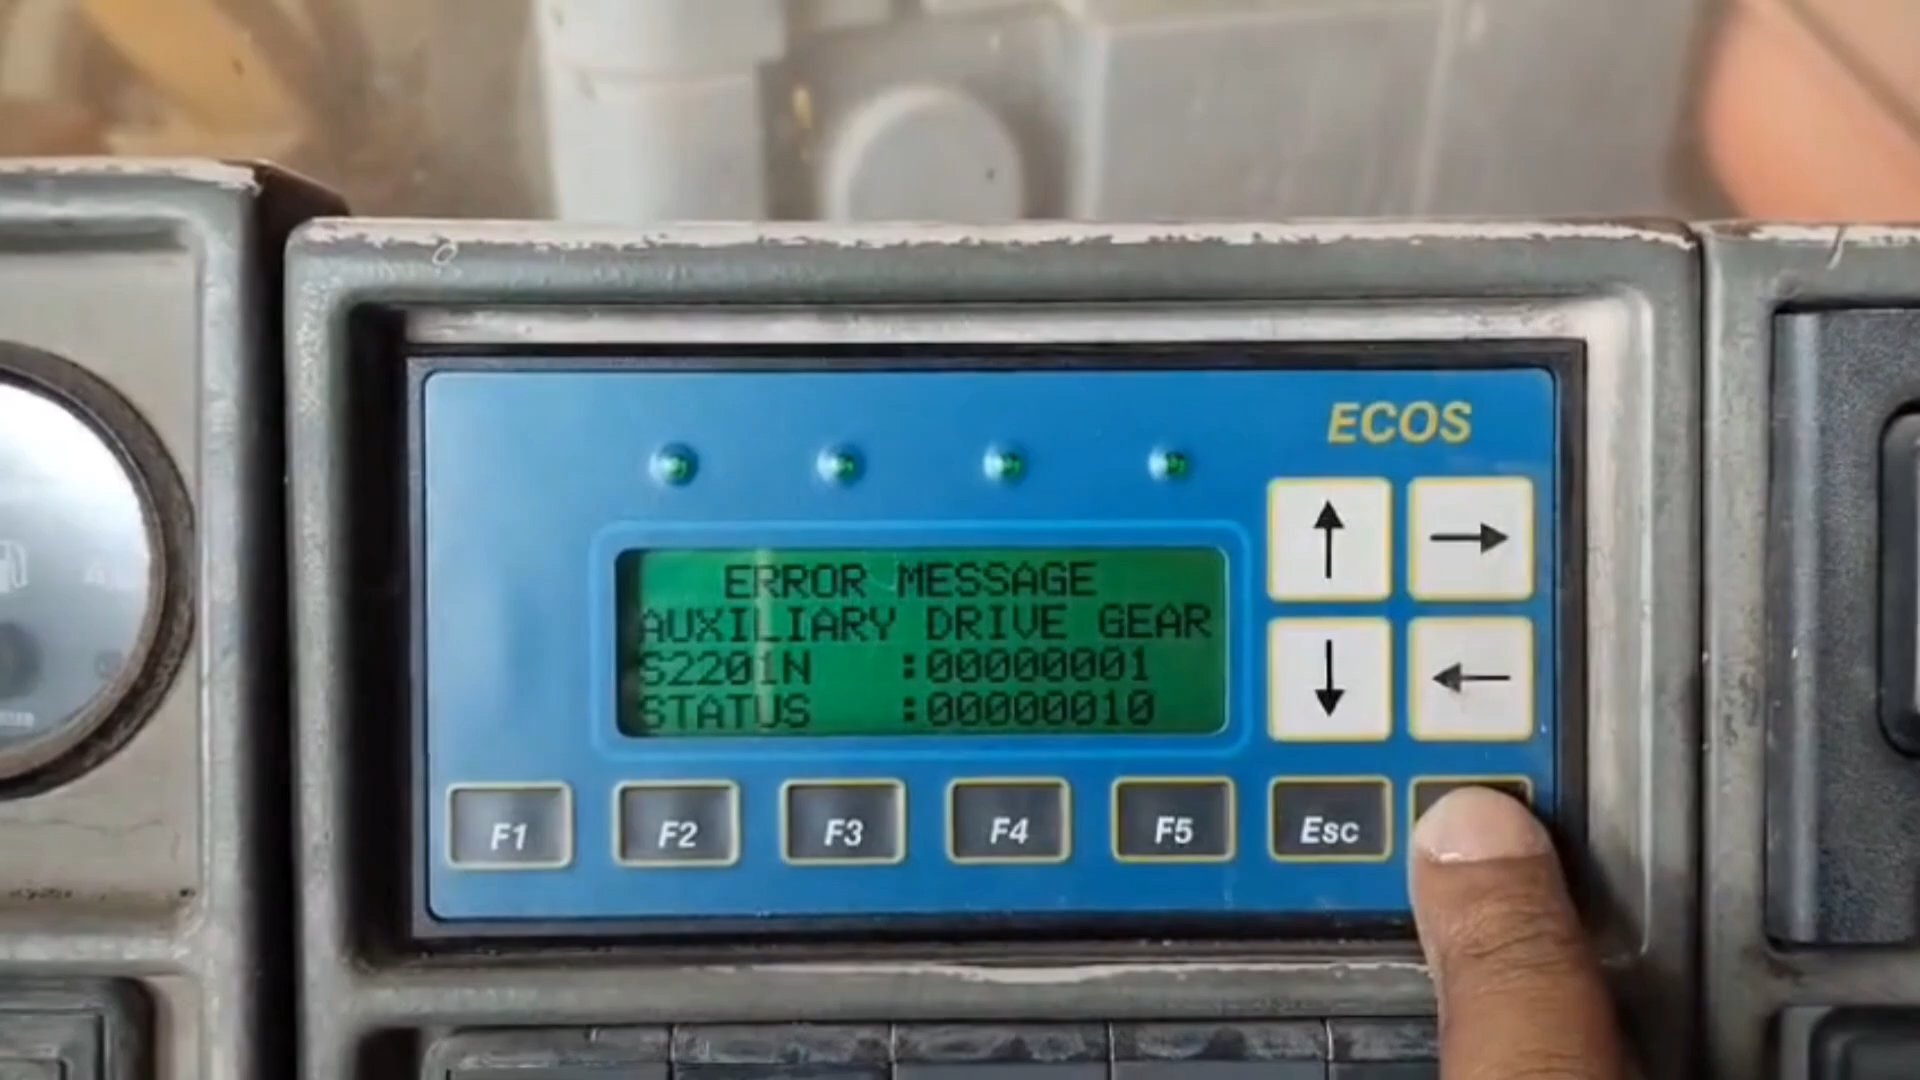 ECOS
ERROR MESSAGE
AUXILIARY DRIVE GEAR
S2201N :00000001
STATUS :00000010
F1 F2 F3 F4 F5 Esc